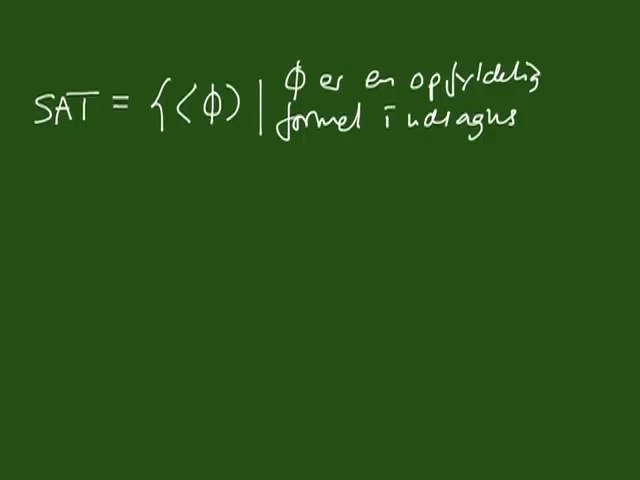 SAT = {<ϕ> | ϕ er en opfyldelig
formel i udsagns